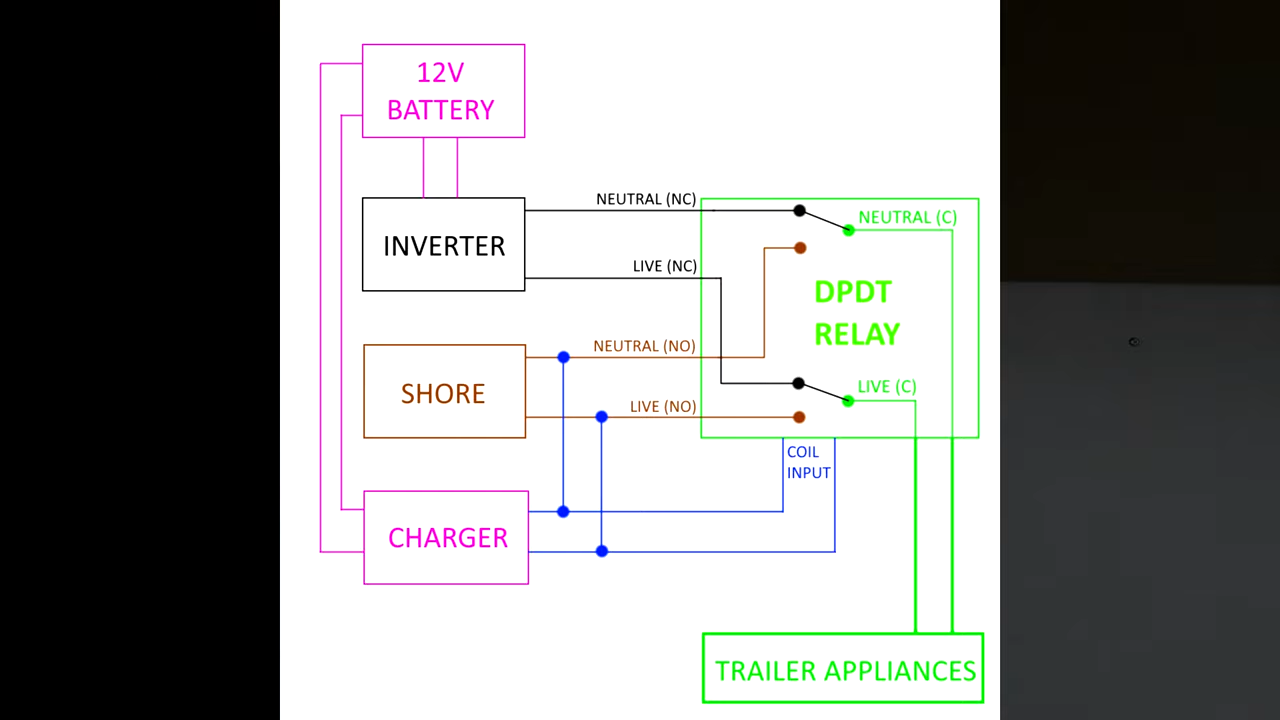 12V
BATTERY
NEUTRAL (NC)
NEUTRAL (C)
INVERTER
LIVE (NC)
DPDT
RELAY
NEUTRAL (NO)
SHORE
LIVE (C)
LIVE (NO)
COIL
INPUT
CHARGER
TRAILER APPLIANCES